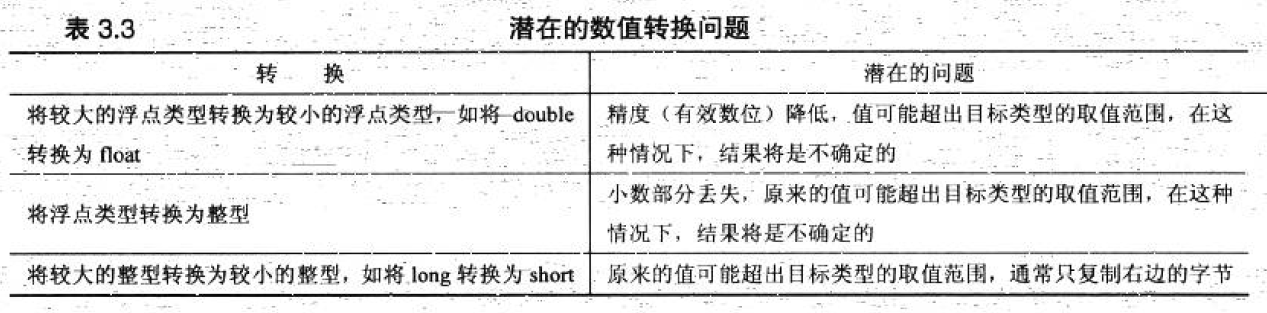 表 3.3 潜在的数值转换问题
转 换 潜在的问题
将较大的浮点类型转换为较小的浮点类型，如将 double 精度（有效数位）降低，值可能超出目标类型的取值范围，在这
转换为 float 种情况下，结果将是不确定的
将浮点类型转换为整型 小数部分丢失，原来的值可能超出目标类型的取值范围，在这种
情况下，结果将是不确定的
将较大的整型转换为较小的整型，如将 long 转换为 short 原来的值可能超出目标类型的取值范围，通常只复制右边的字节